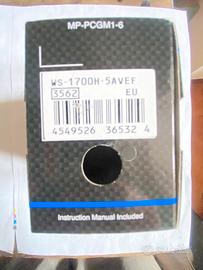 MP-PCGM1-6
WS-1700H-5AVEF
3562 EU
4549526 36532 4
Instruction Manual Included